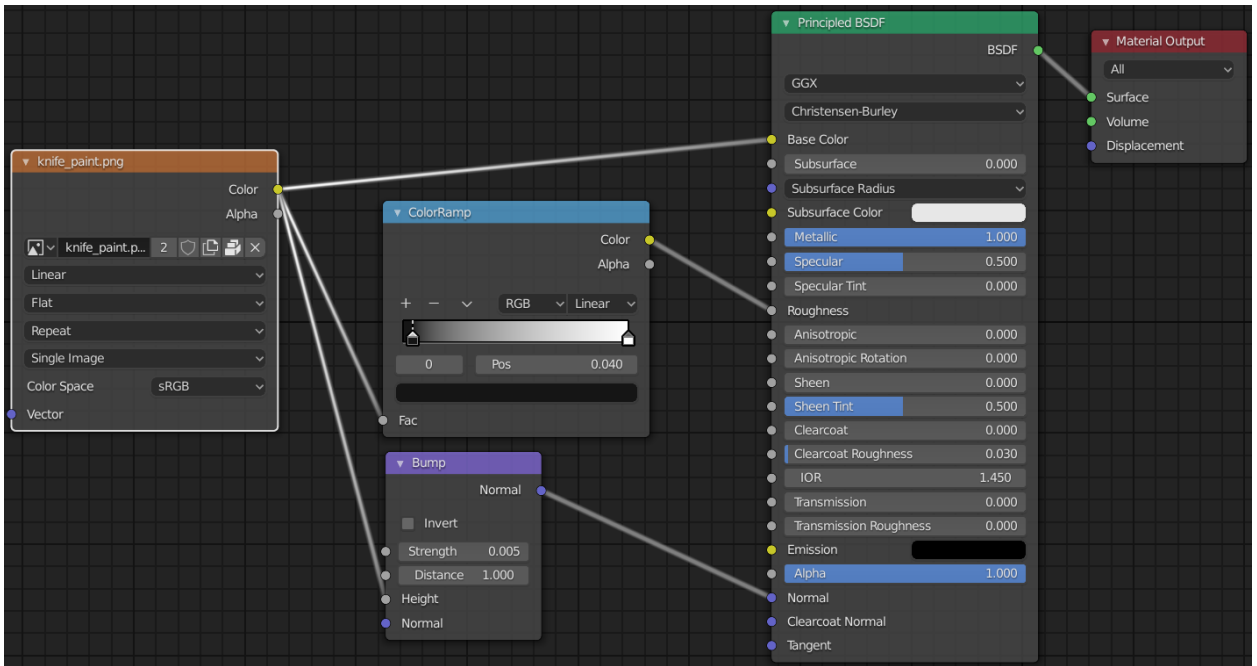 knife_paint.png
Color
Alpha
knife_paint.p... 2
Linear
Flat
Repeat
Single Image
Color Space sRGB
Vector
ColorRamp
Color
Alpha
+ − RGB Linear
0 Pos 0.040
Fac
Bump
Normal
Invert
Strength 0.005
Distance 1.000
Height
Normal
Principled BSDF
BSDF
GGX
Christensen-Burley
Base Color
Subsurface 0.000
Subsurface Radius
Subsurface Color
Metallic 1.000
Specular 0.500
Specular Tint 0.000
Roughness
Anisotropic 0.000
Anisotropic Rotation 0.000
Sheen 0.000
Sheen Tint 0.500
Clearcoat 0.000
Clearcoat Roughness 0.030
IOR 1.450
Transmission 0.000
Transmission Roughness 0.000
Emission
Alpha 1.000
Normal
Clearcoat Normal
Tangent
Material Output
All
Surface
Volume
Displacement